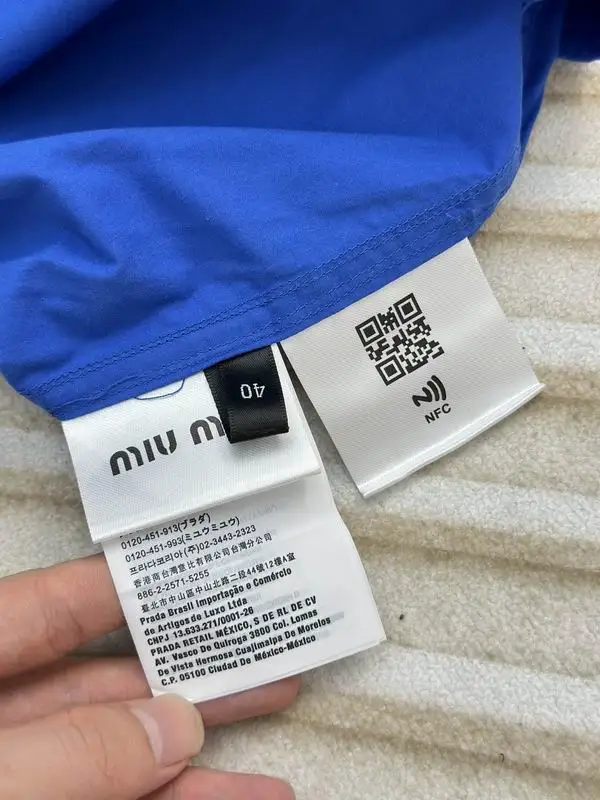 40
MIU M
NFC
0120-451-913(プラダ)
0120-451-993(ミュウミュウ)
프라다코리아(주)02-3443-2323
香港商台灣意比有限公司台灣分公司
886-2-2571-5255
臺北市中山區中山北路二段44號12樓A室
Prada Brasil Importação e Comércio
de Artigos de Luxo Ltda
CNPJ 13.633.271/0001-26
PRADA RETAIL MÉXICO, S DE RL DE CV
AV. Vasco De Quiroga 3800 Col. Lomas
De Vista Hermosa Cuajimalpa De Morelos
C.P. 05100 Ciudad De México-México